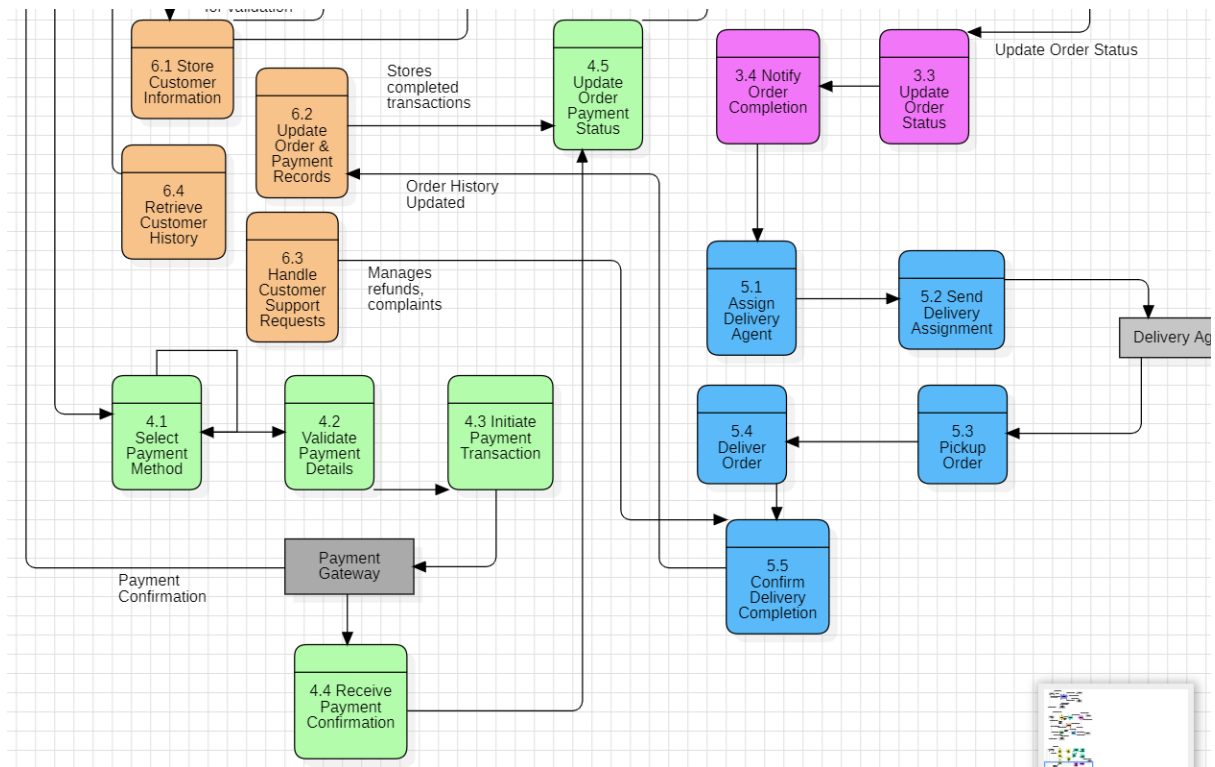 for validation
6.1 Store
Customer
Information
6.2
Update
Order &
Payment
Records
Stores
completed
transactions
4.5
Update
Order
Payment
Status
3.4 Notify
Order
Completion
3.3
Update
Order
Status
Update Order Status
6.4
Retrieve
Customer
History
Order History
Updated
6.3
Handle
Customer
Support
Requests
Manages
refunds,
complaints
5.1
Assign
Delivery
Agent
5.2 Send
Delivery
Assignment
Delivery Ag
4.1
Select
Payment
Method
4.2
Validate
Payment
Details
4.3 Initiate
Payment
Transaction
5.4
Deliver
Order
5.3
Pickup
Order
Payment
Gateway
Payment
Confirmation
5.5
Confirm
Delivery
Completion
4.4 Receive
Payment
Confirmation